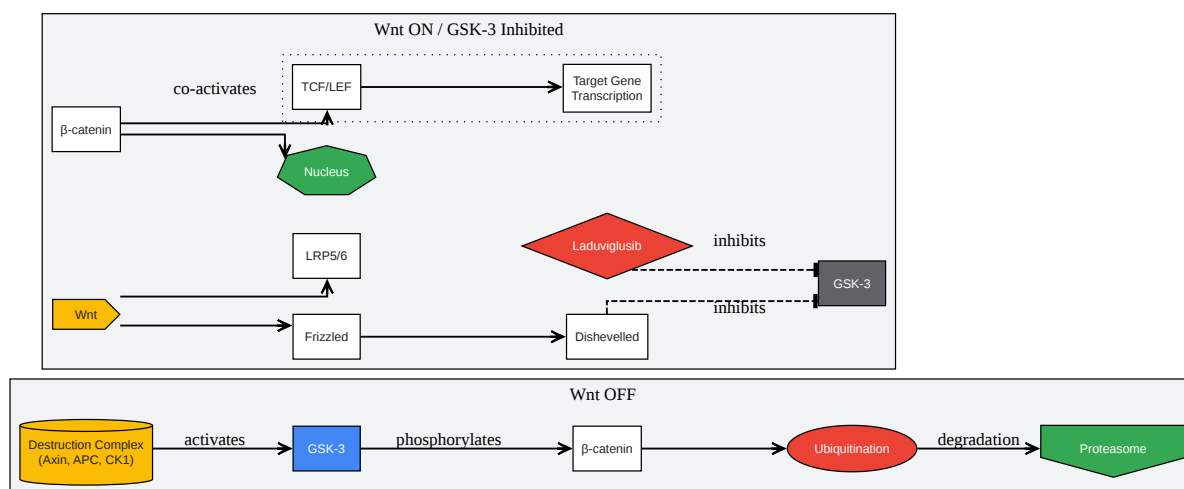 Wnt ON / GSK-3 Inhibited
co-activates
TCF/LEF
Target Gene
Transcription
β-catenin
Nucleus
LRP5/6
Laduviglusib
inhibits
GSK-3
Wnt
inhibits
Frizzled
Dishevelled
Wnt OFF
Destruction Complex
(Axin, APC, CK1)
activates
GSK-3
phosphorylates
β-catenin
Ubiquitination
degradation
Proteasome